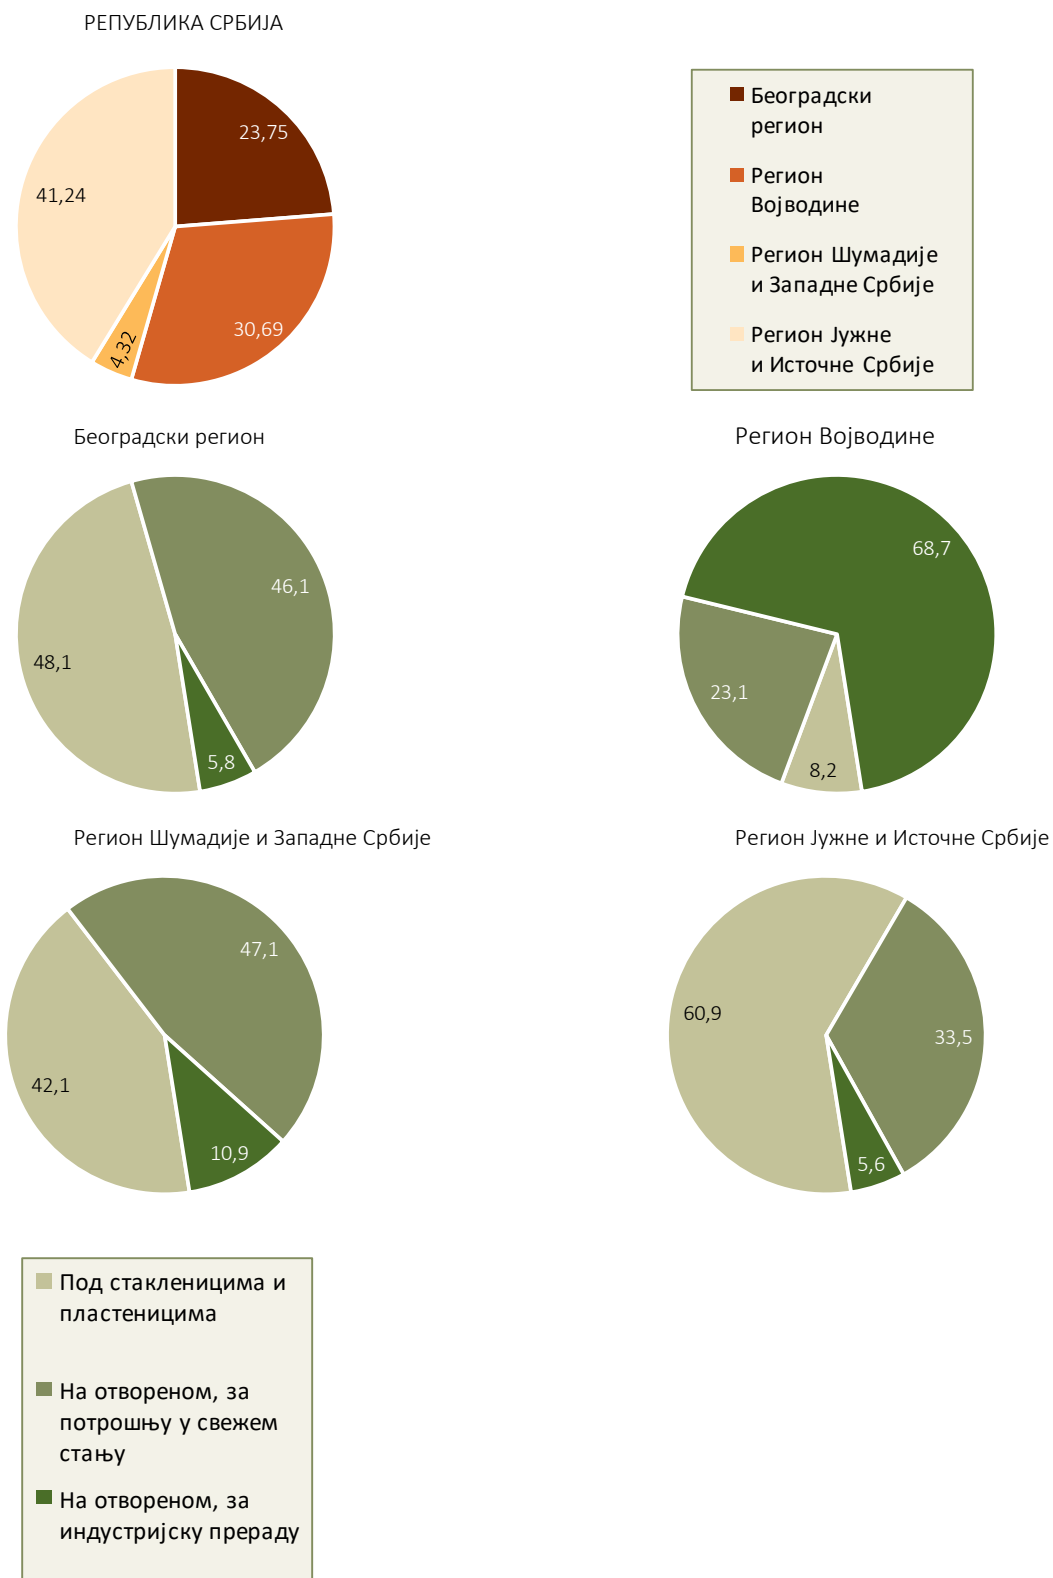 РЕПУБЛИКА СРБИЈА
23,75
41,24
30,69
4,32
Београдски
регион
Регион
Војводине
Регион Шумадије
и Западне Србије
Регион Јужне
и Источне Србије
Београдски регион
46,1
48,1
5,8
Регион Војводине
68,7
23,1
8,2
Регион Шумадије и Западне Србије
47,1
42,1
10,9
Регион Јужне и Источне Србије
60,9
33,5
5,6
Под стакленицима и
пластеницима
На отвореном, за
потрошњу у свежем
стању
На отвореном, за
индустријску прераду